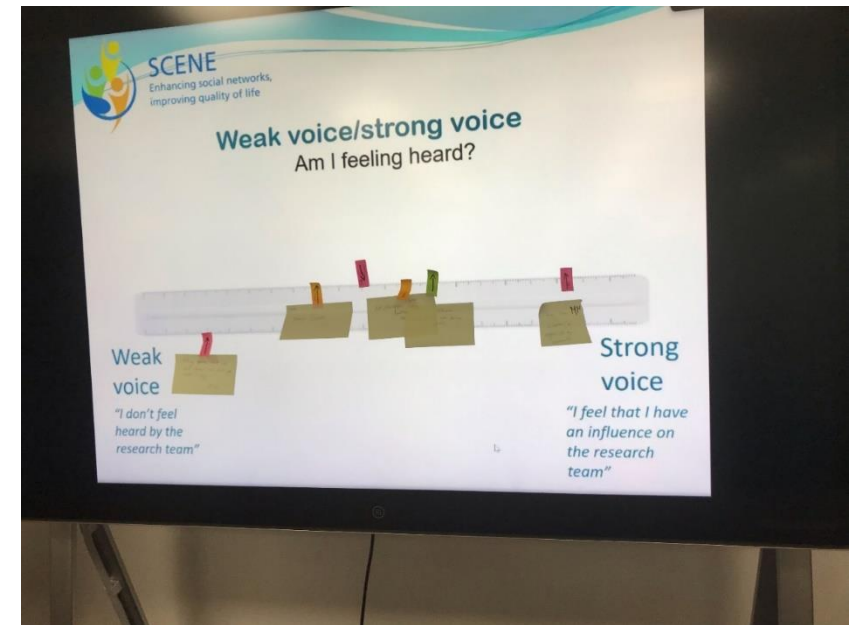 SCENE
Enhancing social networks,
improving quality of life
Weak voice/strong voice
Am I feeling heard?
Weak
voice
"I don't feel
heard by the
research team"
Strong
voice
"I feel that I have
an influence on
the research
team"